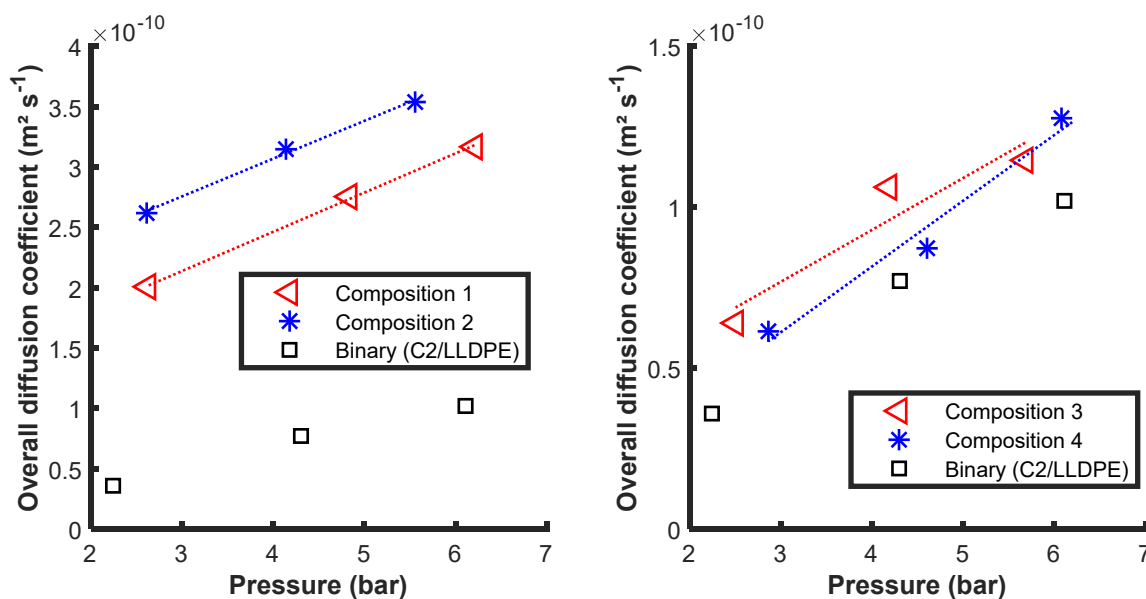 ×10⁻¹⁰
4
3.5
3
2.5
2
1.5
1
0.5
0
2 3 4 5 6 7
Pressure (bar)
Overall diffusion coefficient (m² s⁻¹)
Composition 1
Composition 2
Binary (C2/LLDPE)
×10⁻¹⁰
1.5
1
0.5
0
2 3 4 5 6 7
Pressure (bar)
Overall diffusion coefficient (m² s⁻¹)
Composition 3
Composition 4
Binary (C2/LLDPE)